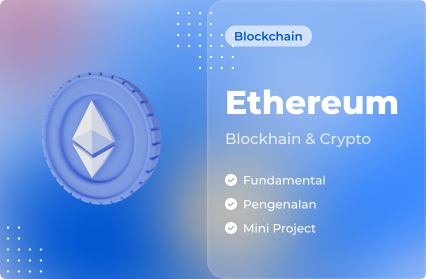 Blockchain
Ethereum
Blockhain & Crypto
Fundamental
Pengenalan
Mini Project